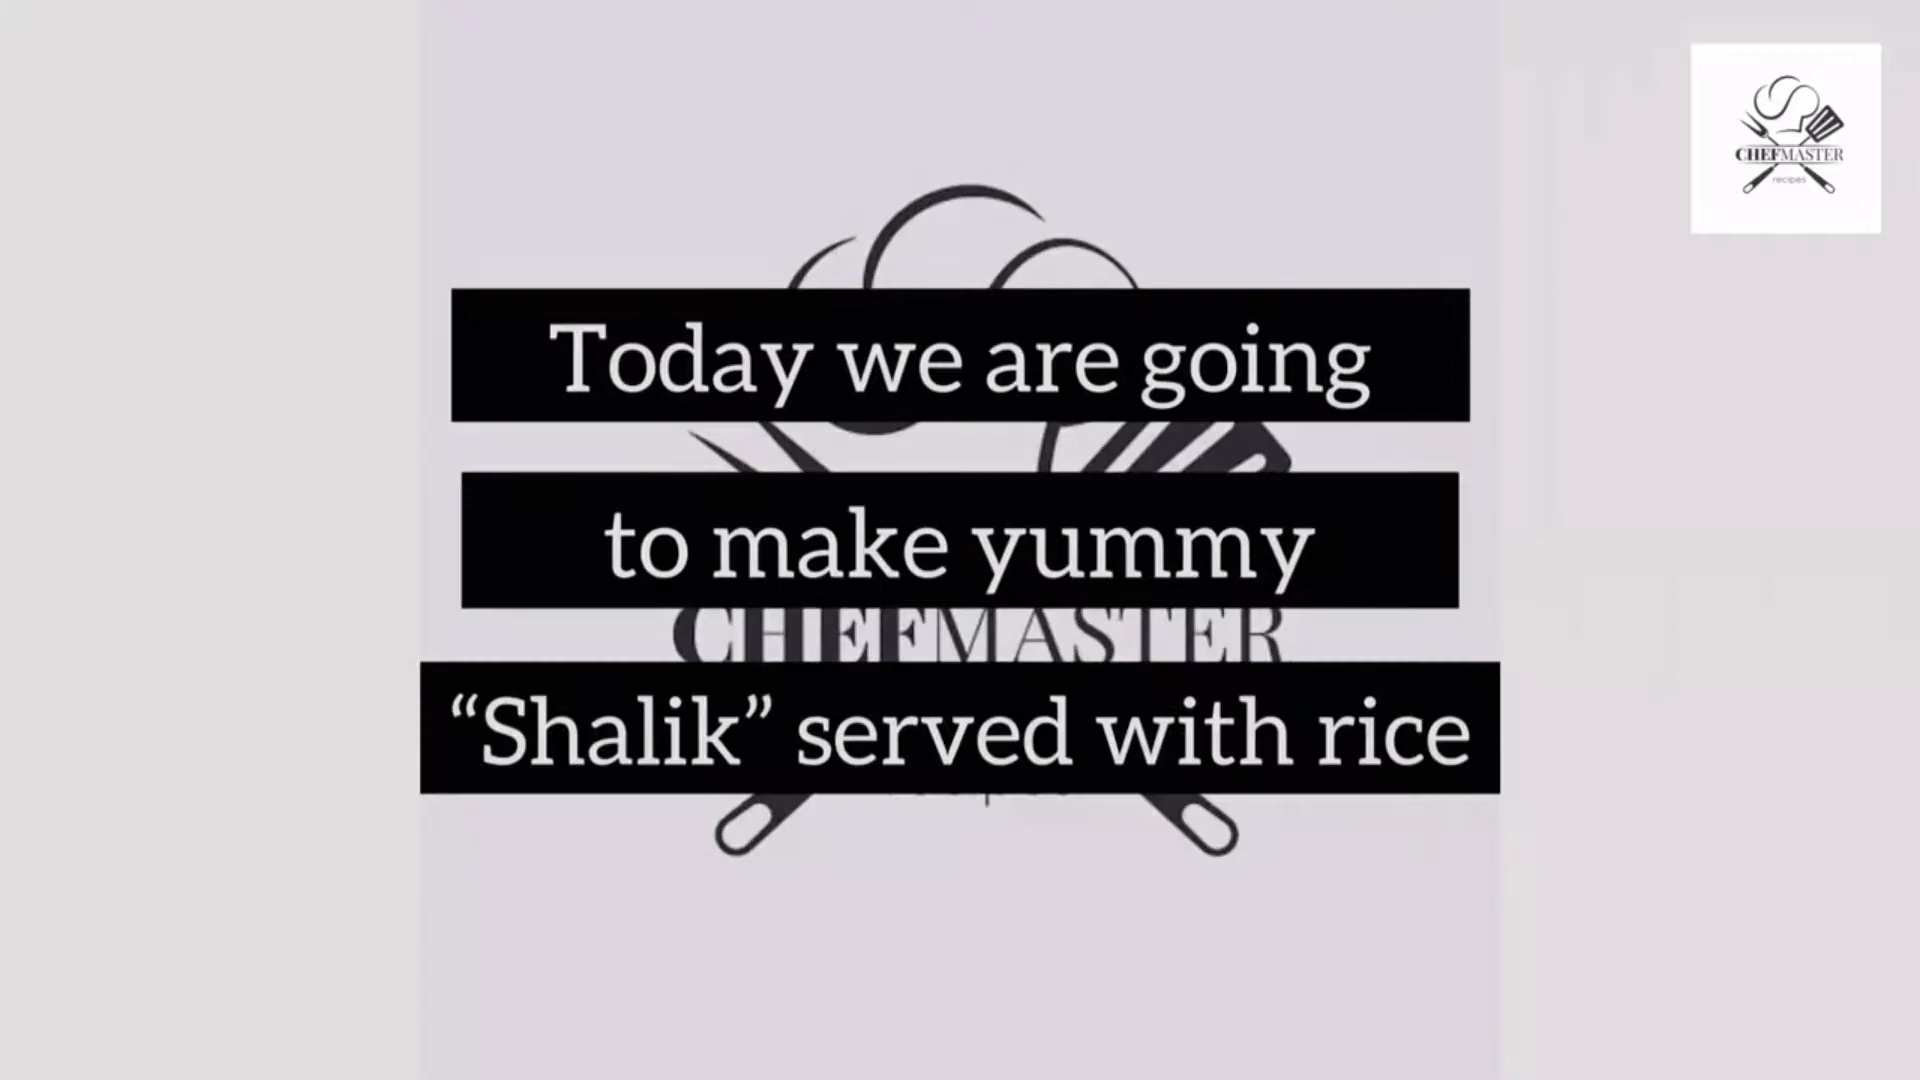 CHEFMASTER
recipes
Today we are going
to make yummy
CHEFMASTER
“Shalik” served with rice